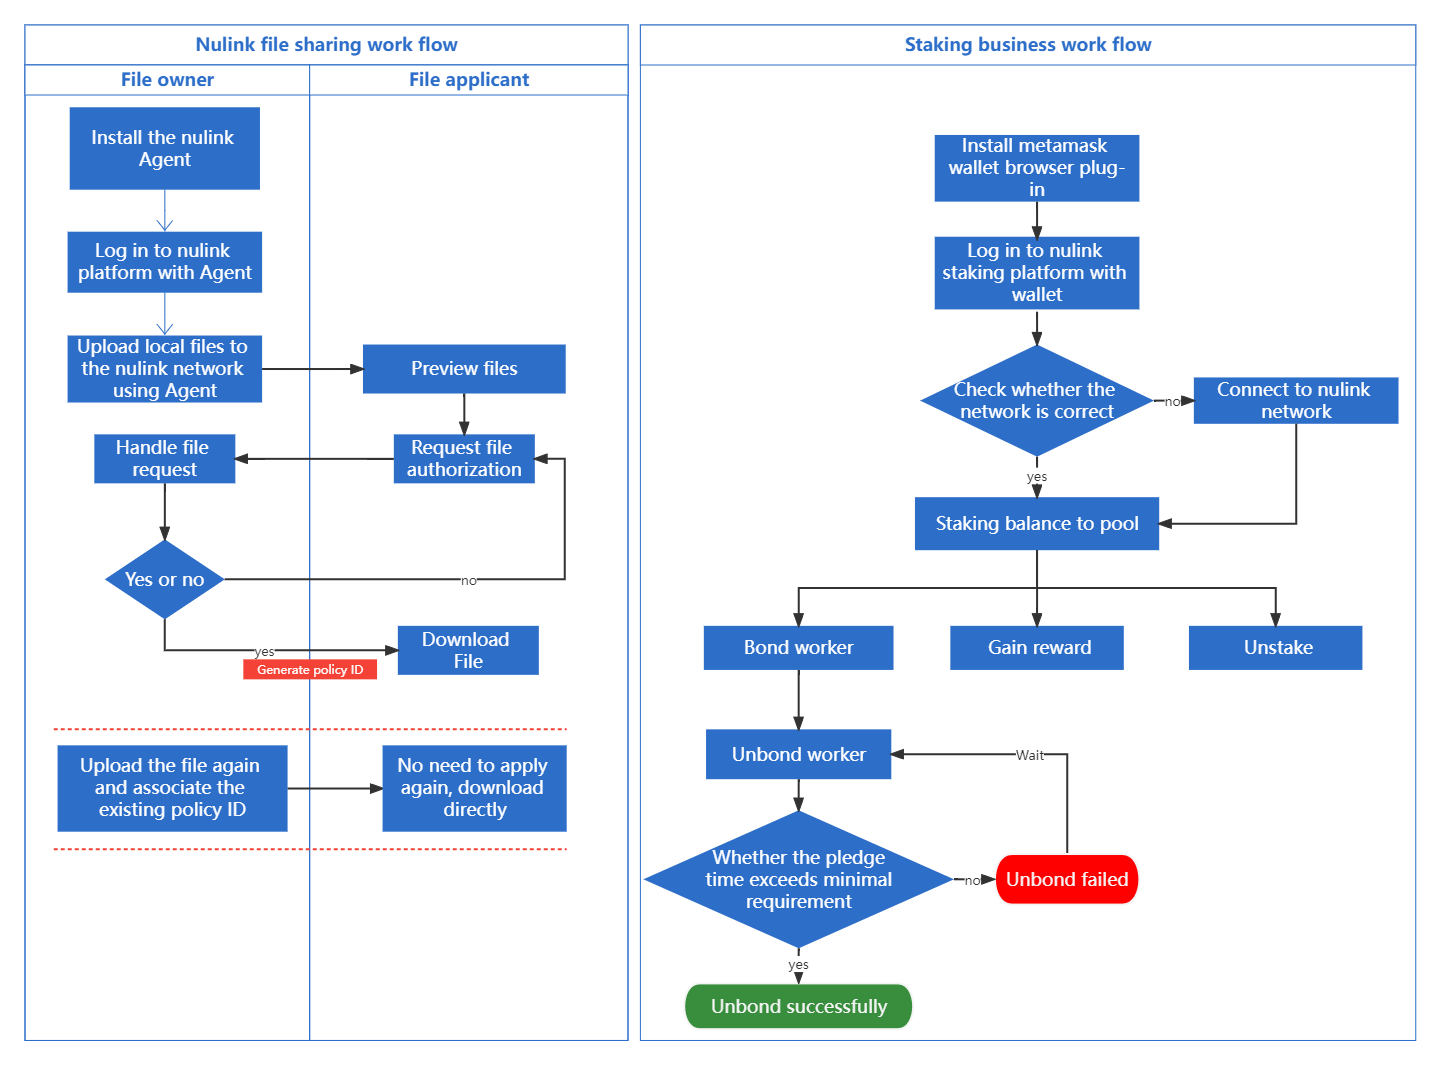 Nulink file sharing work flow
File owner
File applicant
Install the nulink
Agent
Log in to nulink
platform with Agent
Upload local files to
the nulink network
using Agent
Preview files
Handle file
request
Request file
authorization
Yes or no
no
yes
Generate policy ID
Download
File
Upload the file again
and associate the
existing policy ID
No need to apply
again, download
directly
Staking business work flow
Install metamask
wallet browser plug-
in
Log in to nulink
staking platform with
wallet
Check whether the
network is correct
no
Connect to nulink
network
yes
Staking balance to pool
Bond worker
Gain reward
Unstake
Unbond worker
Wait
Whether the pledge
time exceeds minimal
requirement
no
Unbond failed
yes
Unbond successfully